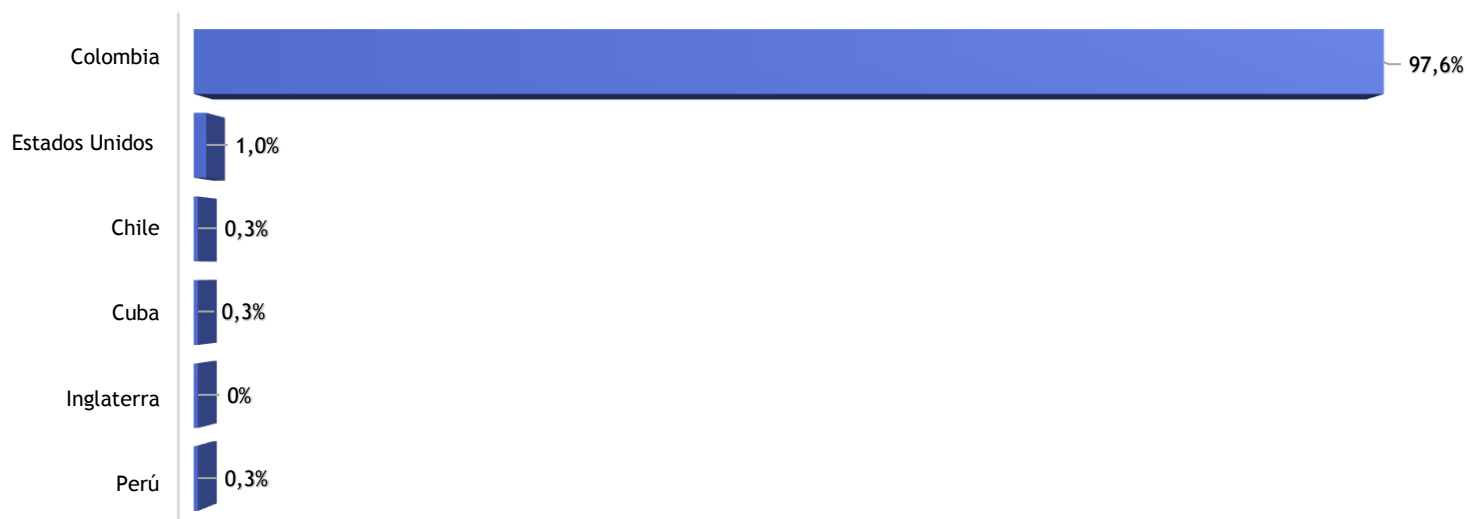 Colombia 97,6%
Estados Unidos 1,0%
Chile 0,3%
Cuba 0,3%
Inglaterra 0%
Perú 0,3%